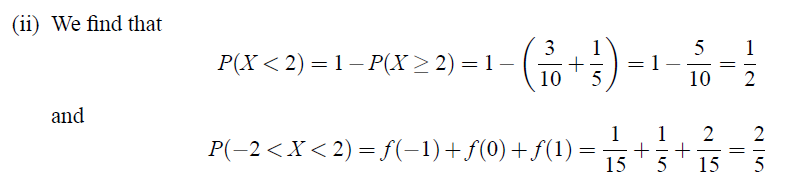 (ii) We find that
P(X < 2) = 1 − P(X ≥ 2) = 1 − (3/10 + 1/5) = 1 − 5/10 = 1/2
and
P(−2 < X < 2) = f(−1) + f(0) + f(1) = 1/15 + 1/5 + 2/15 = 2/5